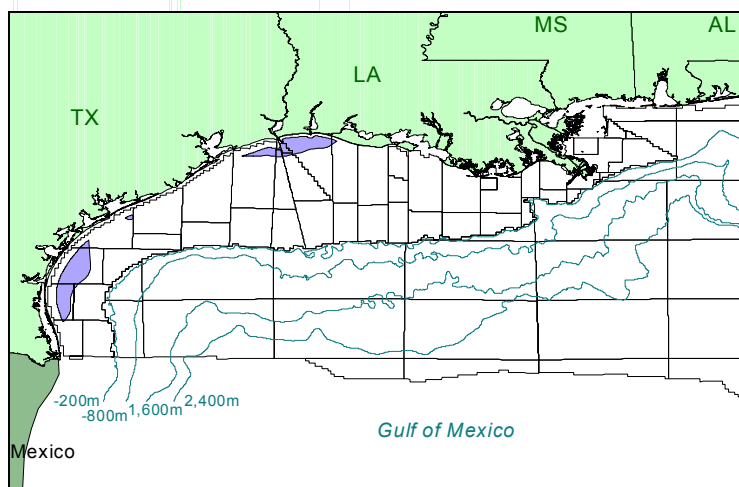 MS
AL
LA
TX
-200m
-800m
1,600m
2,400m
Gulf of Mexico
Mexico